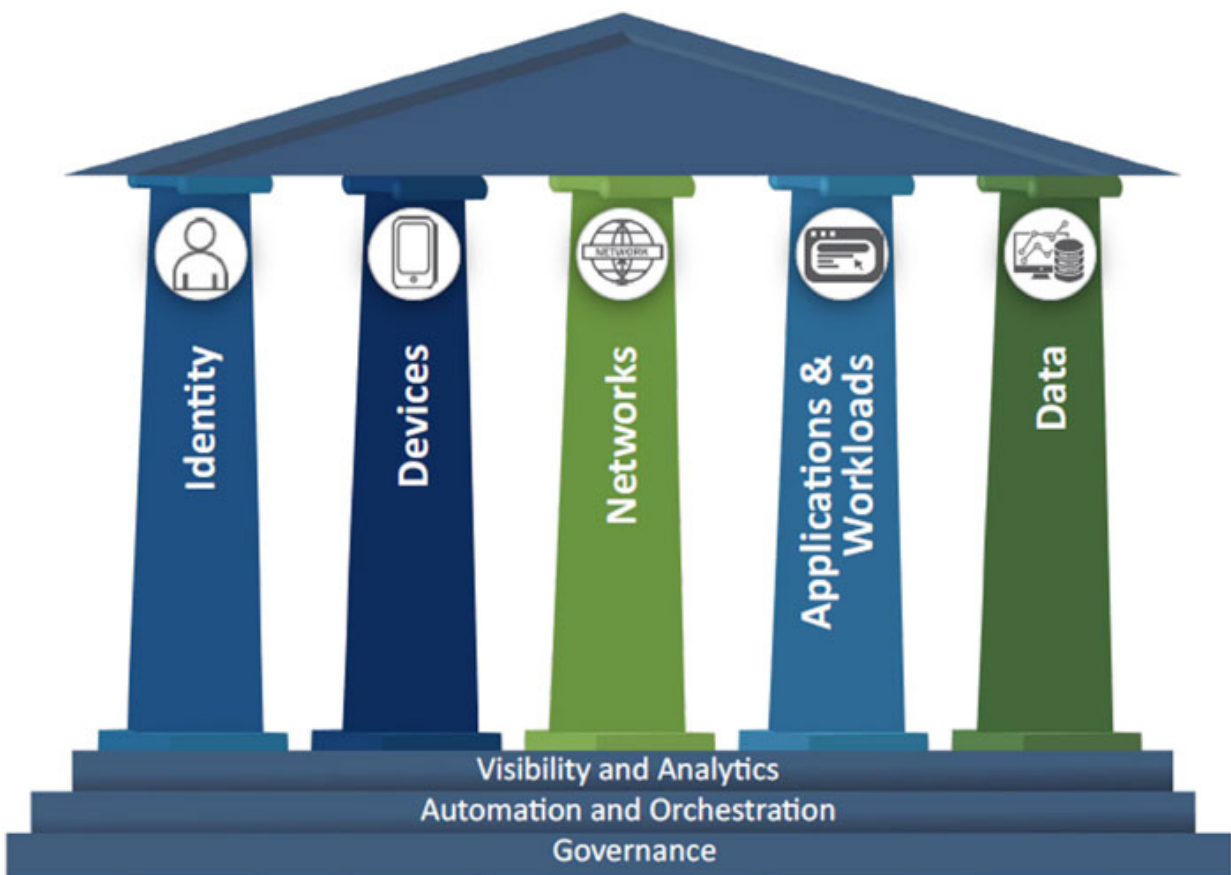 NETWORK
Identity
Devices
Networks
Applications &
Workloads
Data
Visibility and Analytics
Automation and Orchestration
Governance